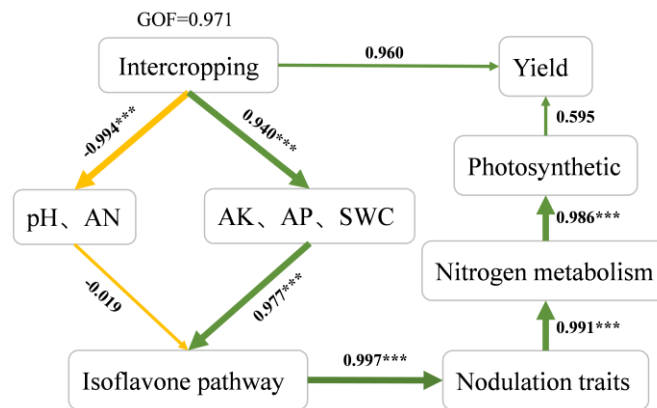 GOF=0.971
Intercropping
0.960
Yield
-0.994***
0.940***
0.595
Photosynthetic
pH、AN
AK、AP、SWC
0.986***
Nitrogen metabolism
-0.019
0.977***
0.991***
Isoflavone pathway
0.997***
Nodulation traits